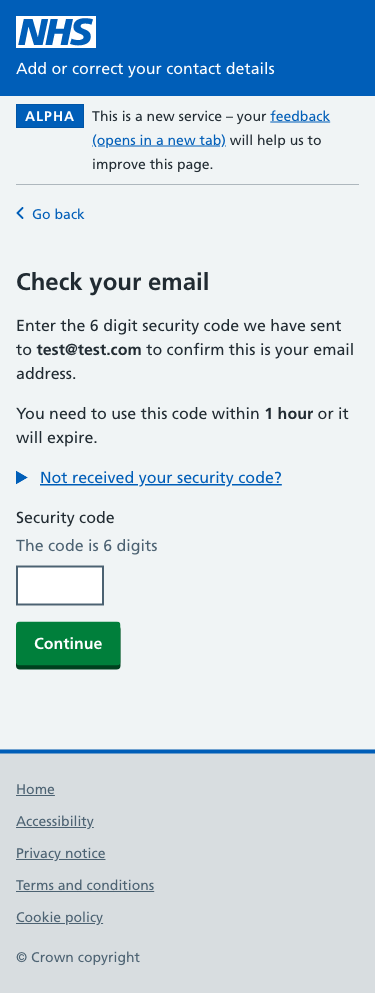 NHS
Add or correct your contact details
ALPHA This is a new service – your feedback
(opens in a new tab) will help us to
improve this page.
Go back
Check your email
Enter the 6 digit security code we have sent
to test@test.com to confirm this is your email
address.
You need to use this code within 1 hour or it
will expire.
Not received your security code?
Security code
The code is 6 digits
Continue
Home
Accessibility
Privacy notice
Terms and conditions
Cookie policy
© Crown copyright